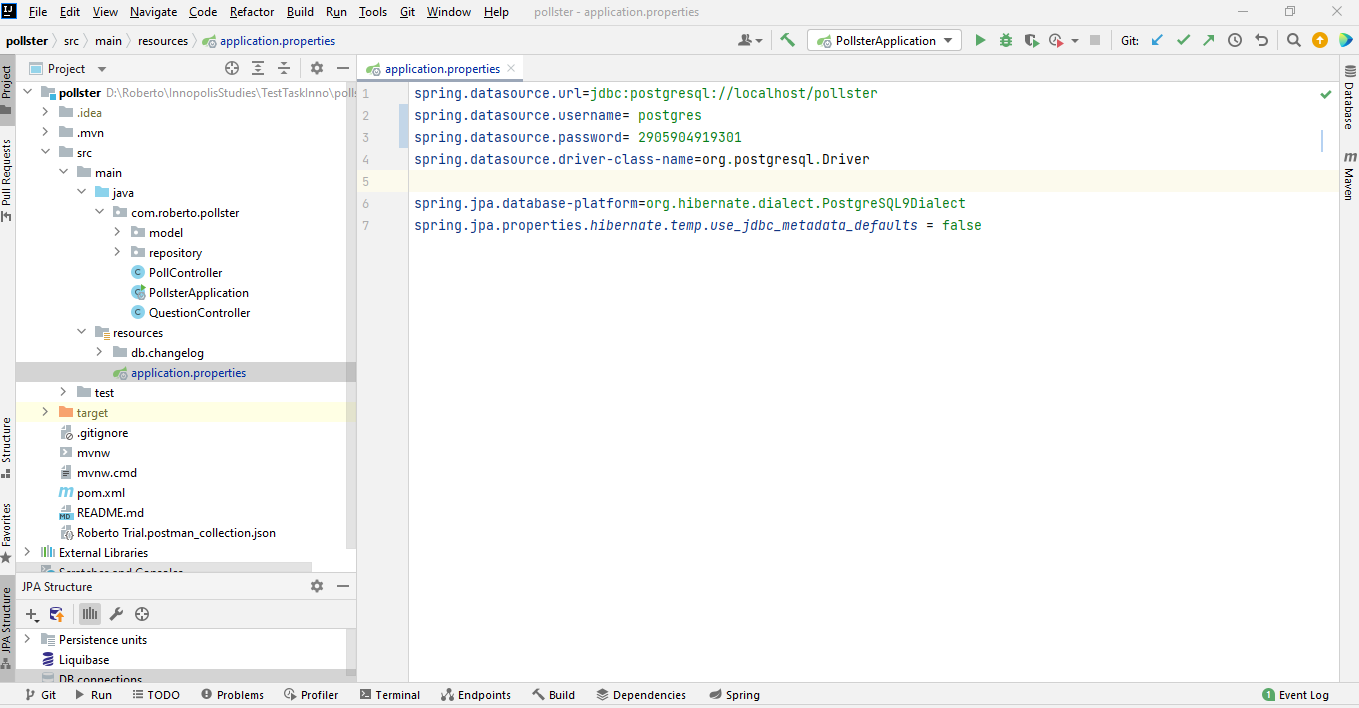 File Edit View Navigate Code Refactor Build Run Tools Git Window Help pollster - application.properties
pollster src main resources application.properties PollsterApplication Git:
Project
application.properties
pollster D:\Roberto\InnopolisStudies\TestTaskInno\polls
.idea
.mvn
src
main
java
com.roberto.pollster
model
repository
PollController
PollsterApplication
QuestionController
resources
db.changelog
application.properties
test
target
.gitignore
mvnw
mvnw.cmd
pom.xml
README.md
Roberto Trial.postman_collection.json
External Libraries
Scratches and Consoles
JPA Structure
Persistence units
Liquibase
DB connections
1 spring.datasource.url=jdbc:postgresql://localhost/pollster
2 spring.datasource.username= postgres
3 spring.datasource.password= 2905904919301
4 spring.datasource.driver-class-name=org.postgresql.Driver
5
6 spring.jpa.database-platform=org.hibernate.dialect.PostgreSQL9Dialect
7 spring.jpa.properties.hibernate.temp.use_jdbc_metadata_defaults = false
Project
Pull Requests
Structure
Favorites
JPA Structure
Database
Maven
Git Run TODO Problems Profiler Terminal Endpoints Build Dependencies Spring 1 Event Log